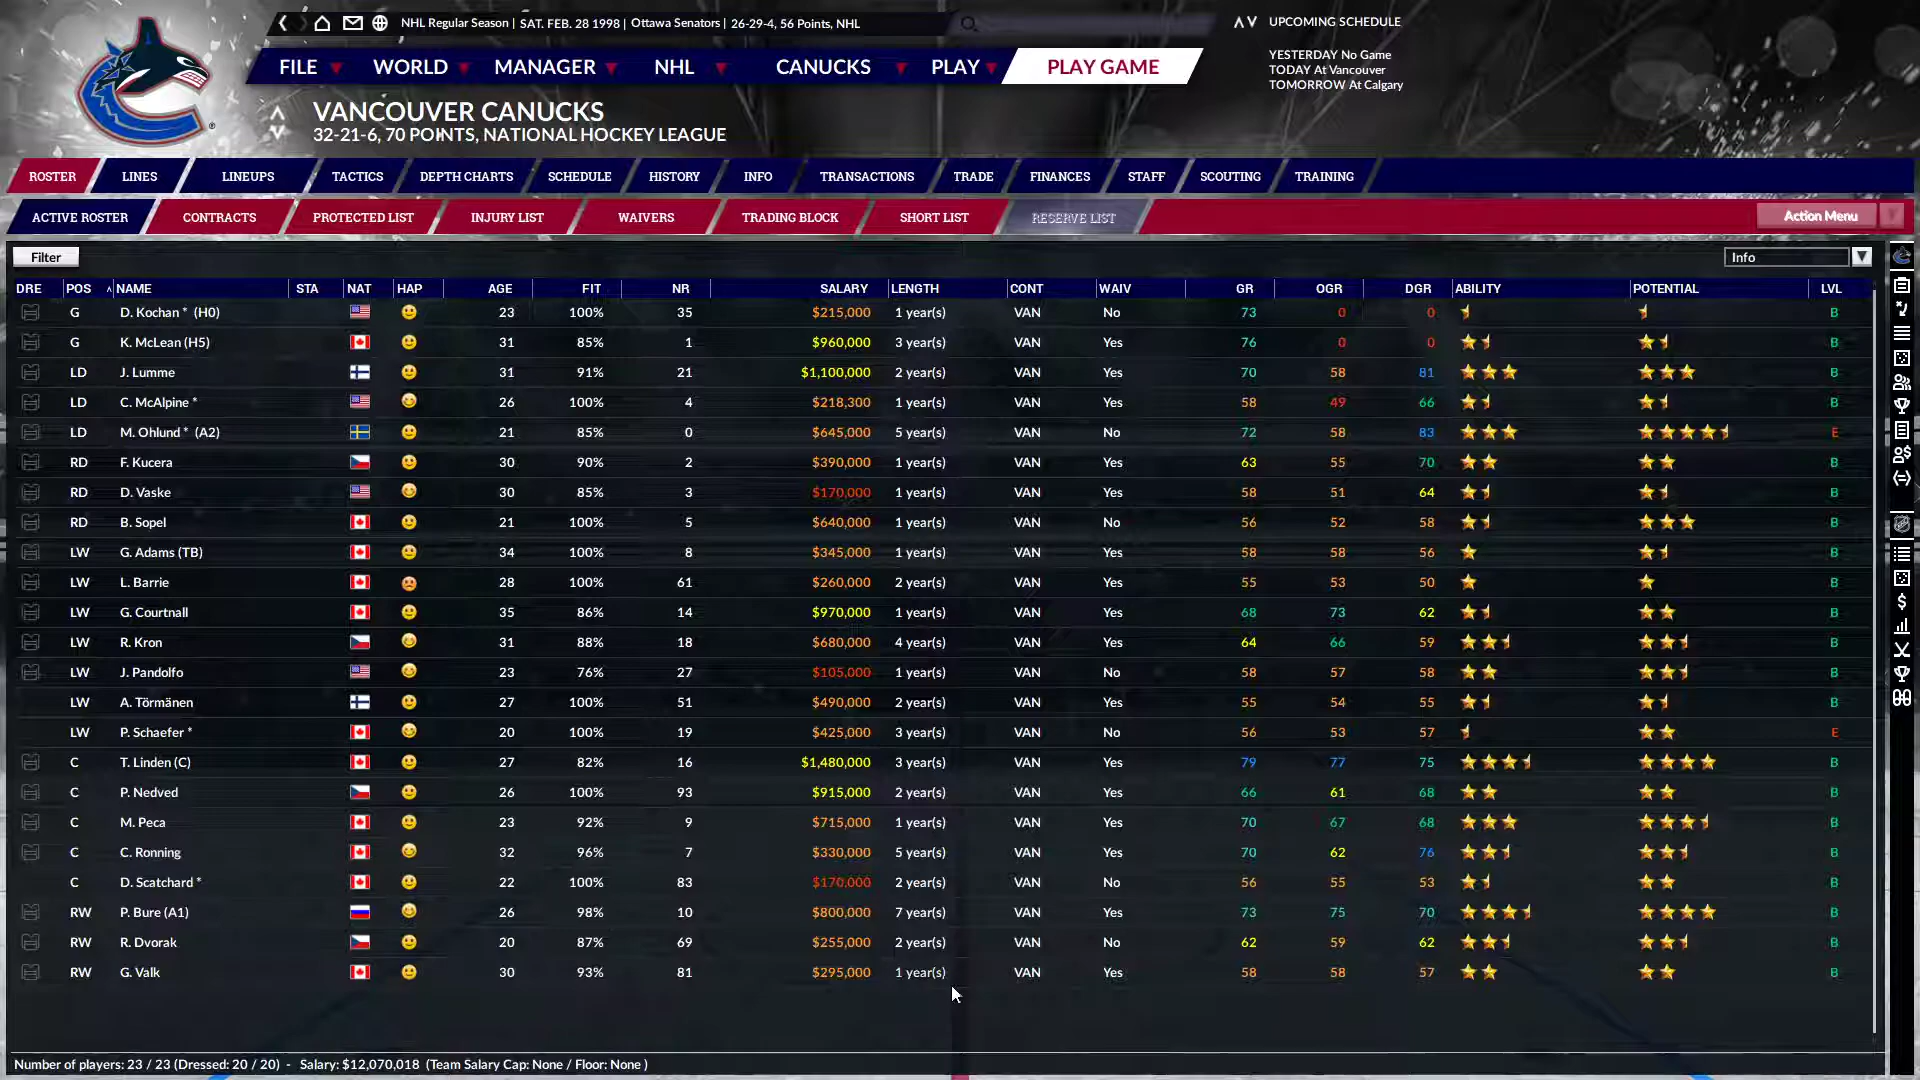 NHL Regular Season | SAT. FEB. 28 1998 | Ottawa Senators | 26-29-4, 56 Points, NHL
UPCOMING SCHEDULE
YESTERDAY No Game
TODAY At Vancouver
TOMORROW At Calgary
FILE WORLD MANAGER NHL CANUCKS PLAY PLAY GAME
VANCOUVER CANUCKS
32-21-6, 70 POINTS, NATIONAL HOCKEY LEAGUE
ROSTER LINES LINEUPS TACTICS DEPTH CHARTS SCHEDULE HISTORY INFO TRANSACTIONS TRADE FINANCES STAFF SCOUTING TRAINING
ACTIVE ROSTER CONTRACTS PROTECTED LIST INJURY LIST WAIVERS TRADING BLOCK SHORT LIST RESERVE LIST Action Menu
Filter Info
DRE POS NAME STA NAT HAP AGE FIT NR SALARY LENGTH CONT WAIV GR OGR DGR ABILITY POTENTIAL LVL
G D. Kochan * (H0) 23 100% 35 $215,000 1 year(s) VAN No 73 0 0 B
G K. McLean (H5) 31 85% 1 $960,000 3 year(s) VAN Yes 76 0 0 B
LD J. Lumme 31 91% 21 $1,100,000 2 year(s) VAN Yes 70 58 81 B
LD C. McAlpine * 26 100% 4 $218,300 1 year(s) VAN Yes 58 49 66 B
LD M. Ohlund * (A2) 21 85% 0 $645,000 5 year(s) VAN No 72 58 83 E
RD F. Kucera 30 90% 2 $390,000 1 year(s) VAN Yes 63 55 70 B
RD D. Vaske 30 85% 3 $170,000 1 year(s) VAN Yes 58 51 64 B
RD B. Sopel 21 100% 5 $640,000 1 year(s) VAN No 56 52 58 B
LW G. Adams (TB) 34 100% 8 $345,000 1 year(s) VAN Yes 58 58 56 B
LW L. Barrie 28 100% 61 $260,000 2 year(s) VAN Yes 55 53 50 B
LW G. Courtnall 35 86% 14 $970,000 1 year(s) VAN Yes 68 73 62 B
LW R. Kron 31 88% 18 $680,000 4 year(s) VAN Yes 64 66 59 B
LW J. Pandolfo 23 76% 27 $105,000 1 year(s) VAN No 58 57 58 B
LW A. Törmänen 27 100% 51 $490,000 2 year(s) VAN Yes 55 54 55 B
LW P. Schaefer * 20 100% 19 $425,000 3 year(s) VAN No 56 53 57 E
C T. Linden (C) 27 82% 16 $1,480,000 3 year(s) VAN Yes 79 77 75 B
C P. Nedved 26 100% 93 $915,000 2 year(s) VAN Yes 66 61 68 B
C M. Peca 23 92% 9 $715,000 1 year(s) VAN Yes 70 67 68 B
C C. Ronning 32 96% 7 $330,000 5 year(s) VAN Yes 70 62 76 B
C D. Scatchard * 22 100% 83 $170,000 2 year(s) VAN No 56 55 53 B
RW P. Bure (A1) 26 98% 10 $800,000 7 year(s) VAN Yes 73 75 70 B
RW R. Dvorak 20 87% 69 $255,000 2 year(s) VAN No 62 59 62 B
RW G. Valk 30 93% 81 $295,000 1 year(s) VAN Yes 58 58 57 B
Number of players: 23 / 23 (Dressed: 20 / 20) - Salary: $12,070,018 (Team Salary Cap: None / Floor: None )